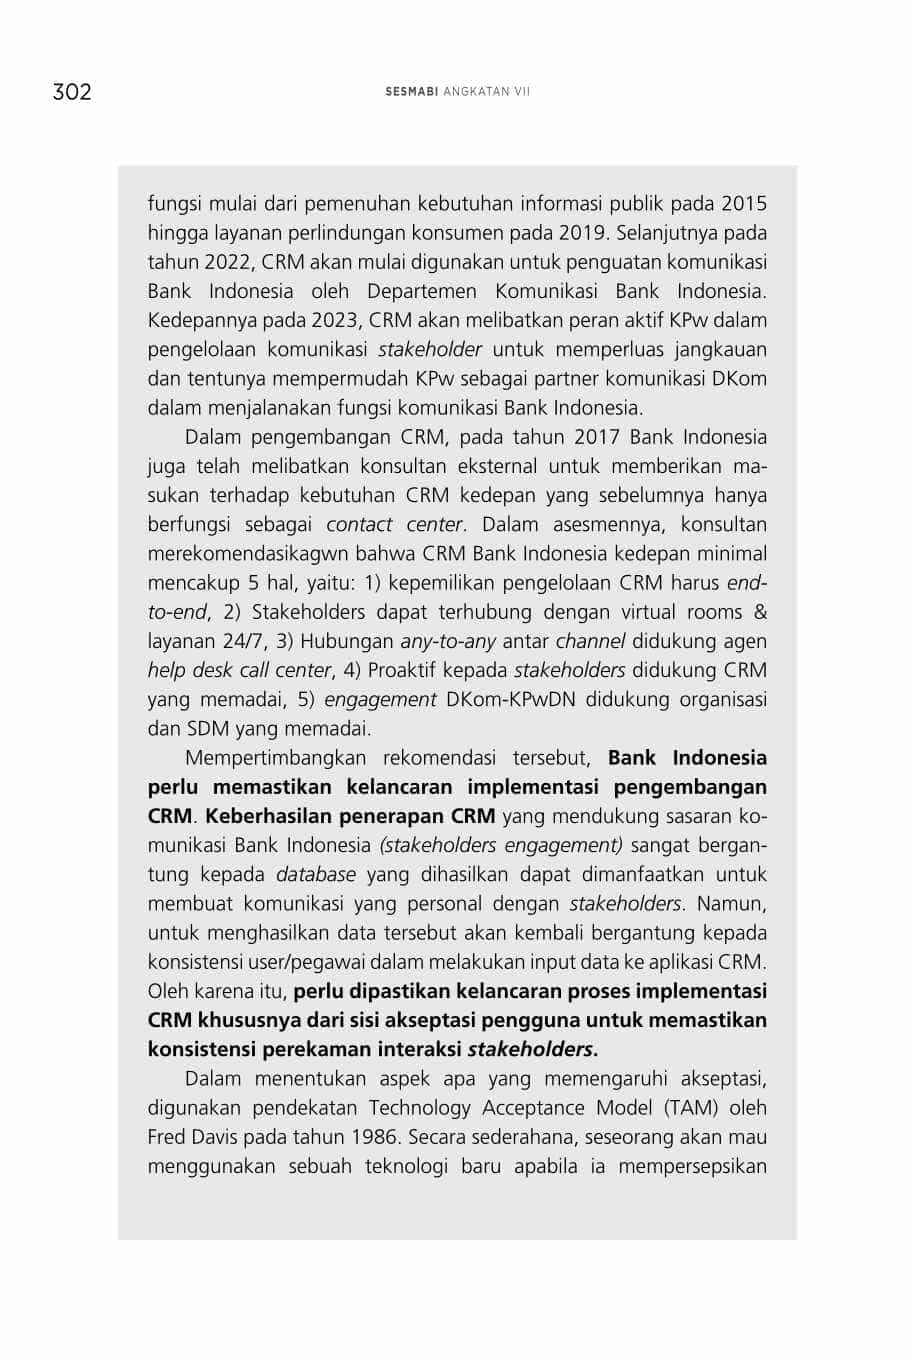 302
SESMABI ANGKATAN VII
fungsi mulai dari pemenuhan kebutuhan informasi publik pada 2015
hingga layanan perlindungan konsumen pada 2019. Selanjutnya pada
tahun 2022, CRM akan mulai digunakan untuk penguatan komunikasi
Bank Indonesia oleh Departemen Komunikasi Bank Indonesia.
Kedepannya pada 2023, CRM akan melibatkan peran aktif KPw dalam
pengelolaan komunikasi stakeholder untuk memperluas jangkauan
dan tentunya mempermudah KPw sebagai partner komunikasi DKom
dalam menjalanakan fungsi komunikasi Bank Indonesia.
Dalam pengembangan CRM, pada tahun 2017 Bank Indonesia
juga telah melibatkan konsultan eksternal untuk memberikan ma-
sukan terhadap kebutuhan CRM kedepan yang sebelumnya hanya
berfungsi sebagai contact center. Dalam asesmennya, konsultan
merekomendasikagwn bahwa CRM Bank Indonesia kedepan minimal
mencakup 5 hal, yaitu: 1) kepemilikan pengelolaan CRM harus end-
to-end, 2) Stakeholders dapat terhubung dengan virtual rooms &
layanan 24/7, 3) Hubungan any-to-any antar channel didukung agen
help desk call center, 4) Proaktif kepada stakeholders didukung CRM
yang memadai, 5) engagement DKom-KPwDN didukung organisasi
dan SDM yang memadai.
Mempertimbangkan rekomendasi tersebut, Bank Indonesia
perlu memastikan kelancaran implementasi pengembangan
CRM. Keberhasilan penerapan CRM yang mendukung sasaran ko-
munikasi Bank Indonesia (stakeholders engagement) sangat bergan-
tung kepada database yang dihasilkan dapat dimanfaatkan untuk
membuat komunikasi yang personal dengan stakeholders. Namun,
untuk menghasilkan data tersebut akan kembali bergantung kepada
konsistensi user/pegawai dalam melakukan input data ke aplikasi CRM.
Oleh karena itu, perlu dipastikan kelancaran proses implementasi
CRM khususnya dari sisi akseptasi pengguna untuk memastikan
konsistensi perekaman interaksi stakeholders.
Dalam menentukan aspek apa yang memengaruhi akseptasi,
digunakan pendekatan Technology Acceptance Model (TAM) oleh
Fred Davis pada tahun 1986. Secara sederahana, seseorang akan mau
menggunakan sebuah teknologi baru apabila ia mempersepsikan